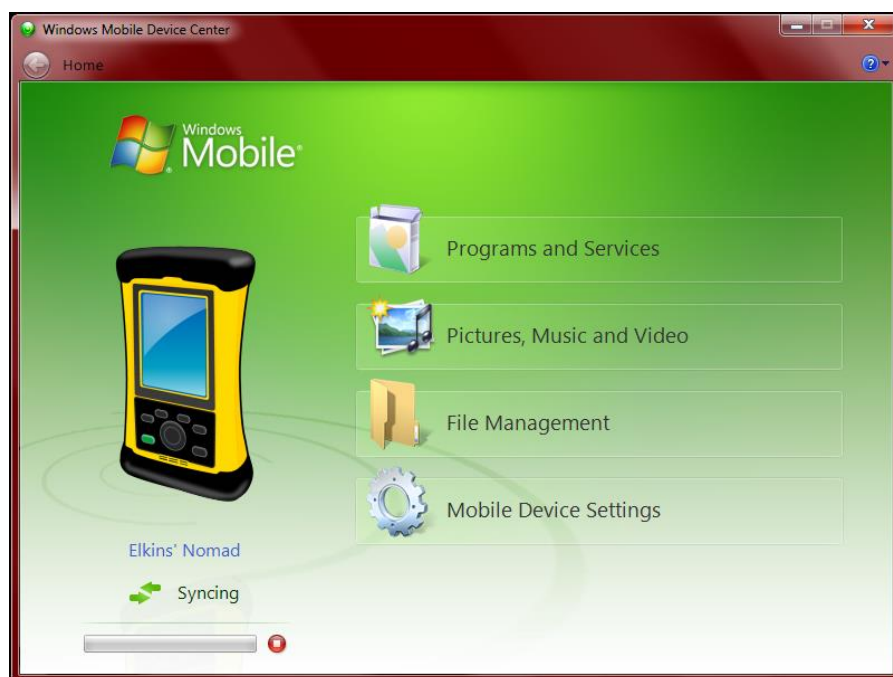 Windows Mobile Device Center
Home
Windows
Mobile®
Programs and Services
Pictures, Music and Video
File Management
Mobile Device Settings
Elkins' Nomad
Syncing